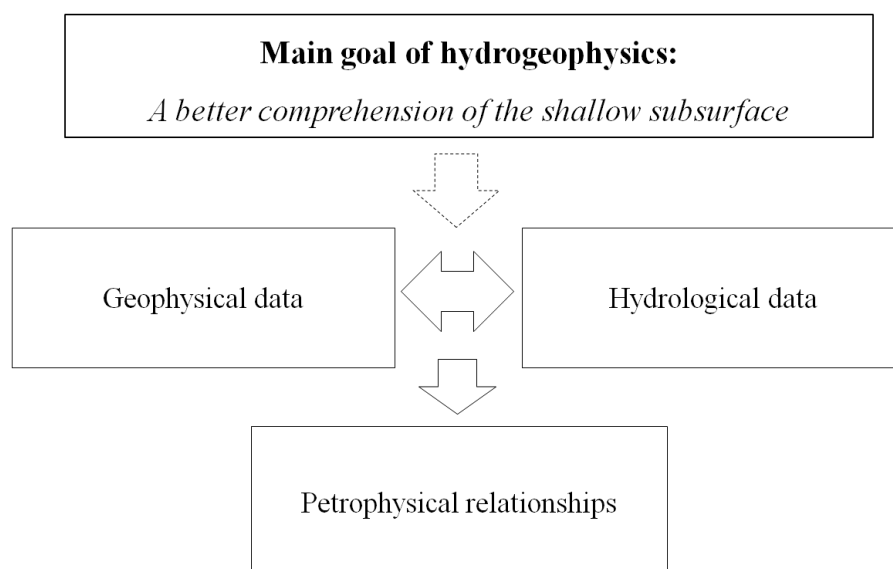 Main goal of hydrogeophysics:
A better comprehension of the shallow subsurface
Geophysical data
Hydrological data
Petrophysical relationships